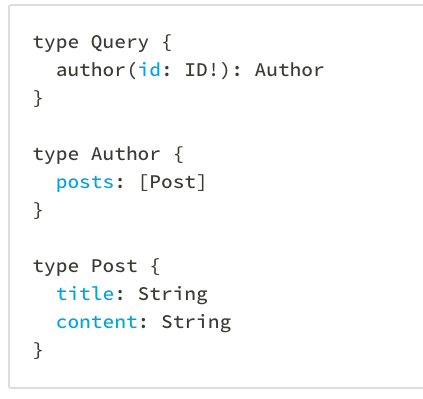 type Query {
  author(id: ID!): Author
}

type Author {
  posts: [Post]
}

type Post {
  title: String
  content: String
}